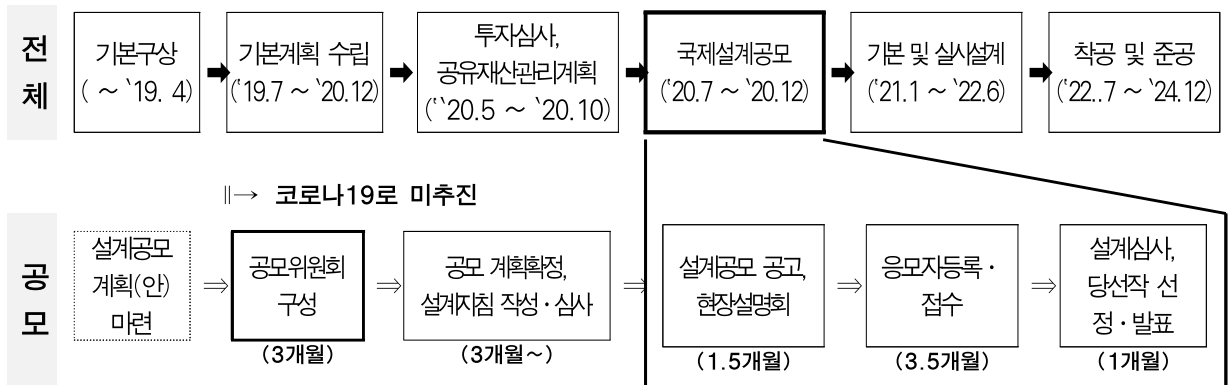 전
체
기본구상
( ～ `19. 4)
기본계획 수립
(`19.7 ～ `20.12)
투자심사,
공유재산관리계획
(`'20.5 ～ `20.10)
국제설계공모
(`20.7 ～ `20.12)
기본 및 실시설계
(`21.1 ～ `22.6)
착공 및 준공
(`22..7 ～ `24.12)
∥→ 코로나19로 미추진
공
모
설계공모
계획(안)
마련
⇒
공모위원회
구성
(3개월)
⇒
공모 계획확정,
설계지침 작성·심사
(3개월～)
⇒
설계공모 공고,
현장설명회
(1.5개월)
⇒
응모자등록·
접수
(3.5개월)
⇒
설계심사,
당선작 선
정·발표
(1개월)